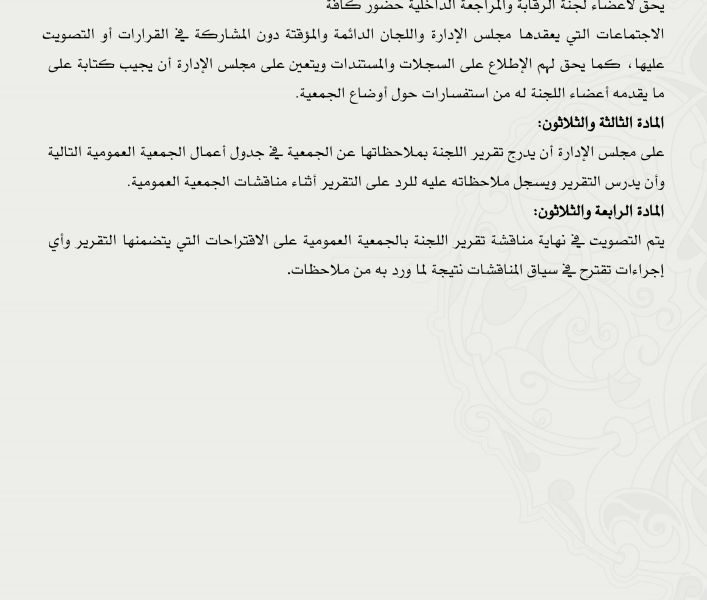 يحق لأعضاء لجنة الرقابة والمراجعة الداخلية حضور كافة
الاجتماعات التي يعقدها مجلس الإدارة واللجان الدائمة والمؤقتة دون المشاركة في القرارات أو التصويت
عليها، كما يحق لهم الإطلاع على السجلات والمستندات ويتعين على مجلس الإدارة أن يجيب كتابة على
ما يقدمه أعضاء اللجنة له من استفسارات حول أوضاع الجمعية.
المادة الثالثة والثلاثون:
على مجلس الإدارة أن يدرج تقرير اللجنة بملاحظاتها عن الجمعية في جدول أعمال الجمعية العمومية التالية
وأن يدرس التقرير ويسجل ملاحظاته عليه للرد على التقرير أثناء مناقشات الجمعية العمومية.
المادة الرابعة والثلاثون:
يتم التصويت في نهاية مناقشة تقرير اللجنة بالجمعية العمومية على الاقتراحات التي يتضمنها التقرير وأي
إجراءات تقترح في سياق المناقشات نتيجة لما ورد به من ملاحظات.